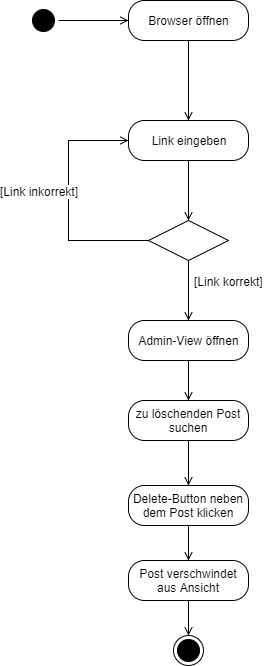 Browser öffnen
Link eingeben
[Link inkorrekt]
[Link korrekt]
Admin-View öffnen
zu löschenden Post
suchen
Delete-Button neben
dem Post klicken
Post verschwindet
aus Ansicht